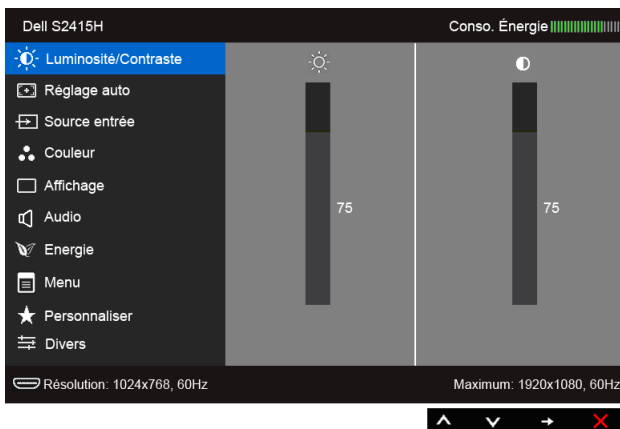 Dell S2415H
Conso. Énergie
Luminosité/Contraste
Réglage auto
Source entrée
Couleur
Affichage
Audio
Energie
Menu
Personnaliser
Divers
75
75
Résolution: 1024x768, 60Hz
Maximum: 1920x1080, 60Hz